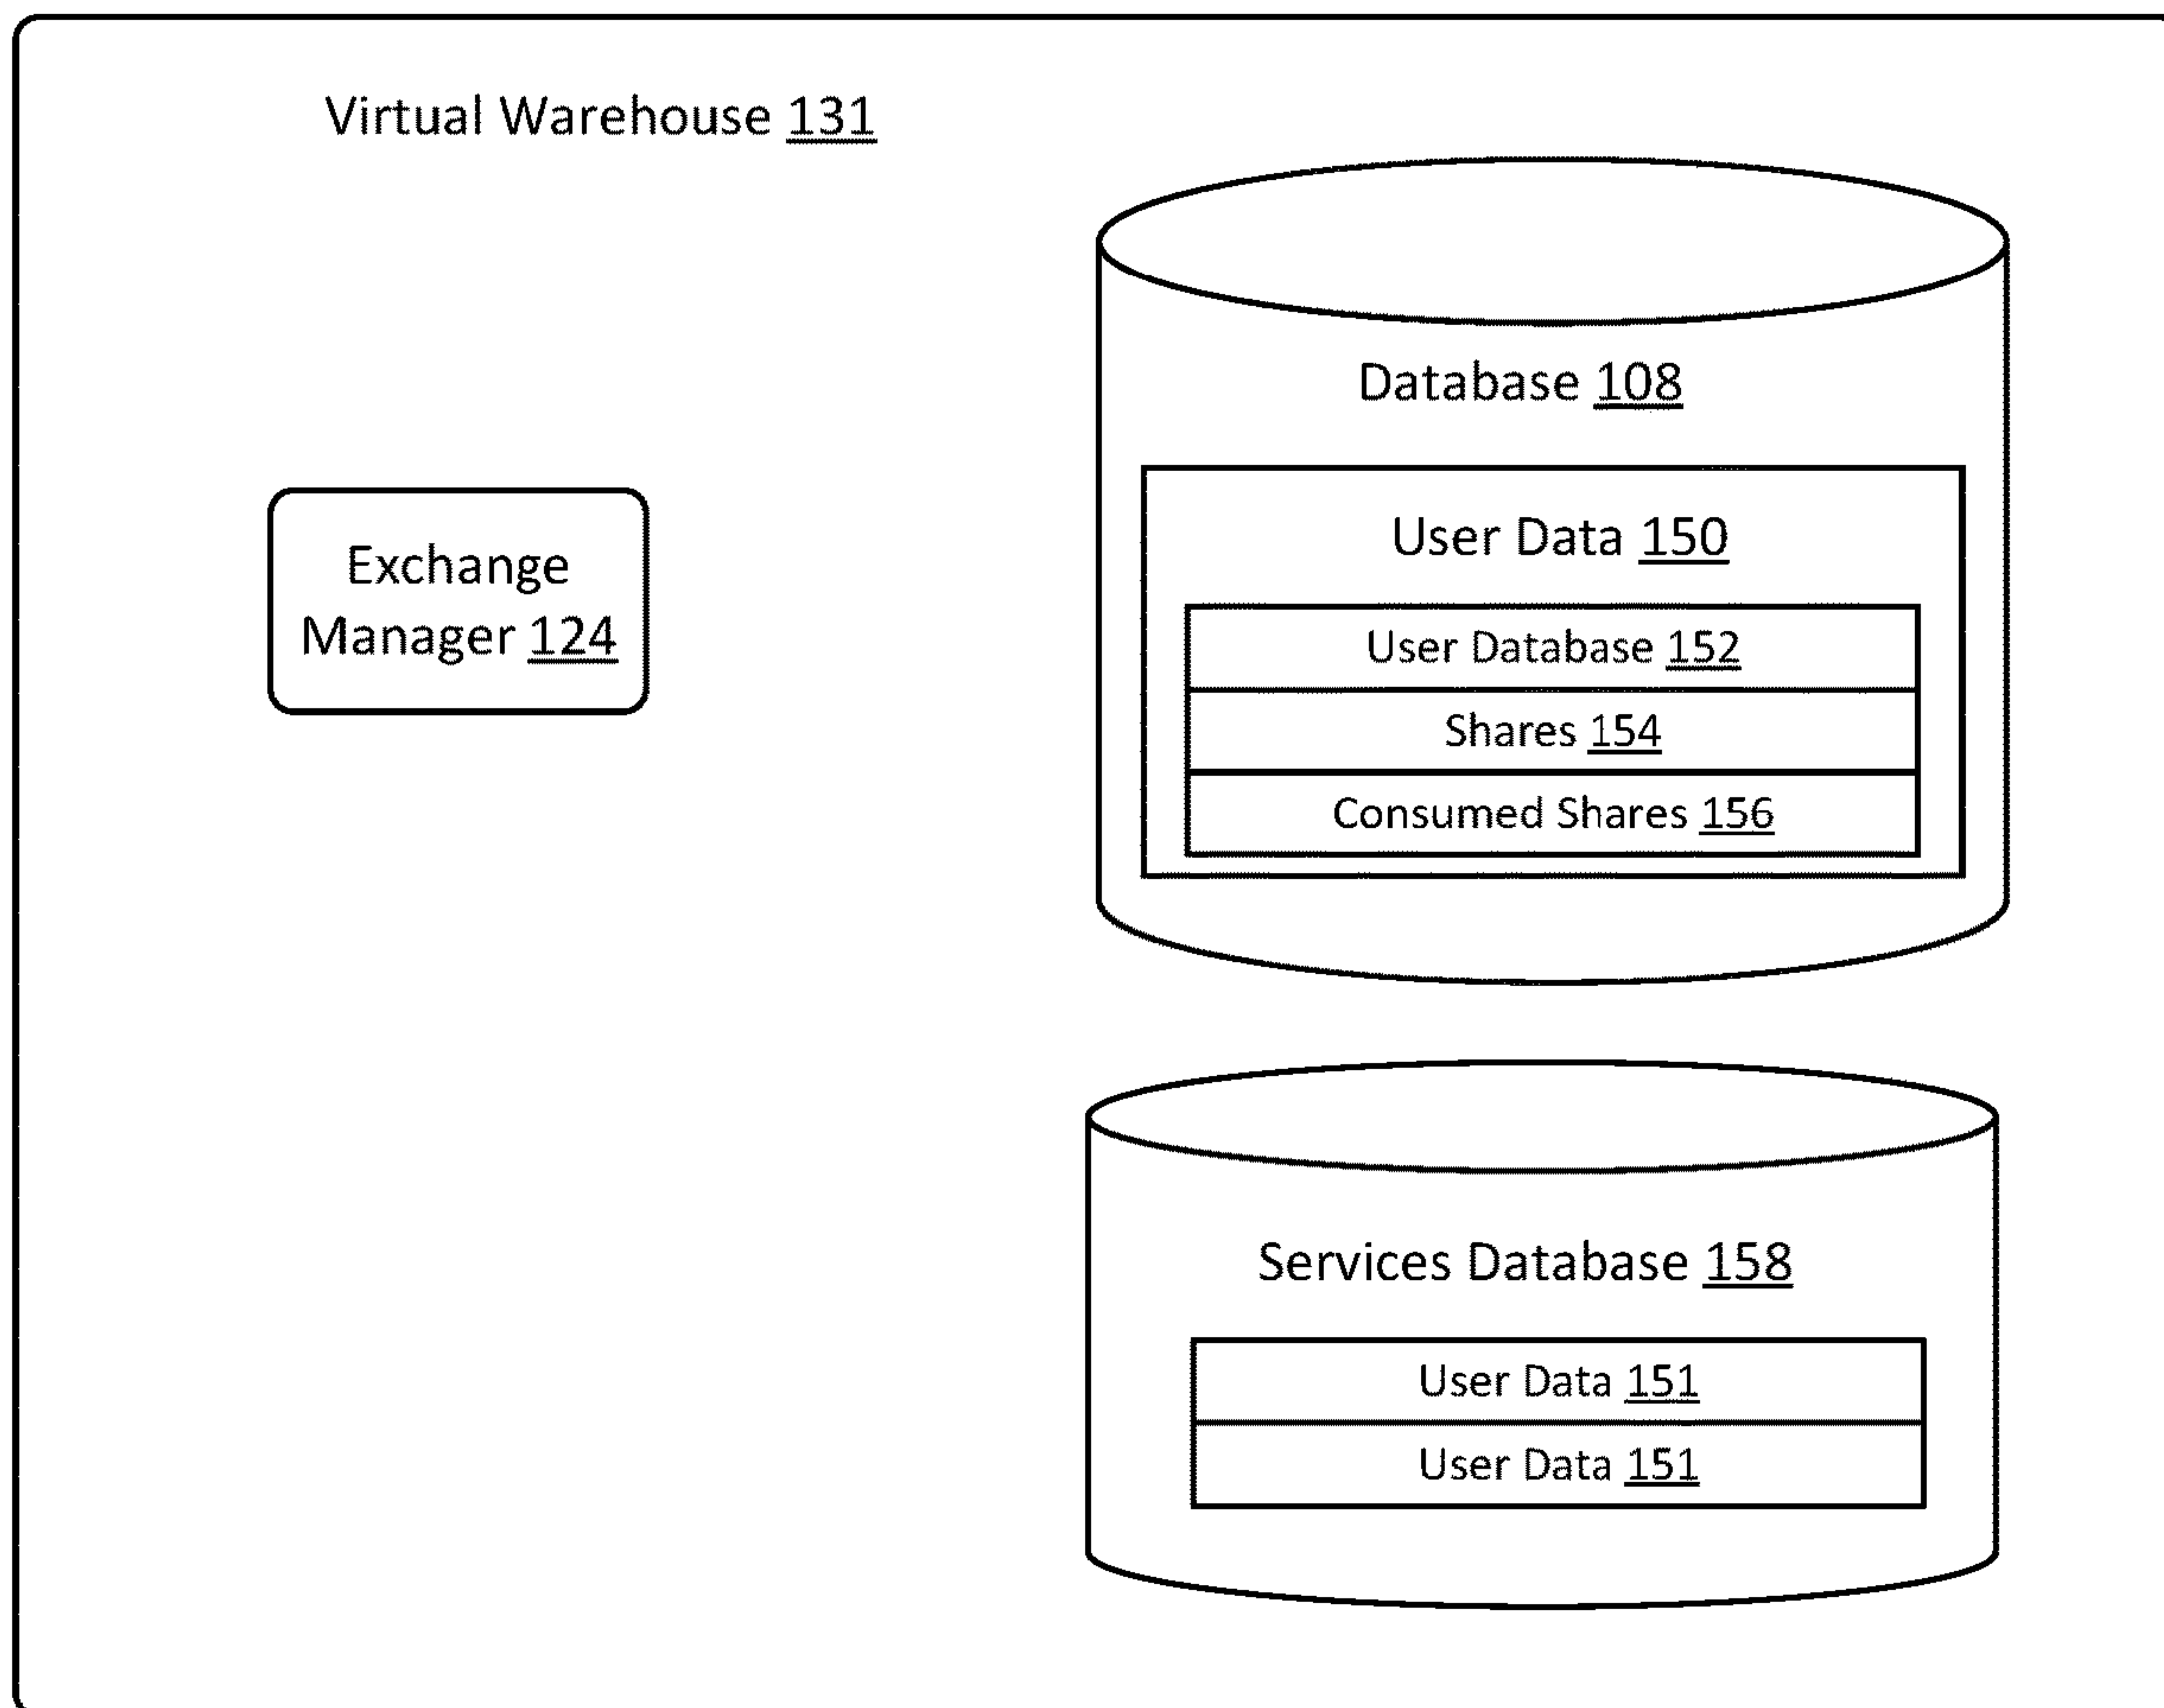 Virtual Warehouse 131
Database 108
User Data 150
User Database 152
Shares 154
Consumed Shares 156
Exchange
Manager 124
Services Database 158
User Data 151
User Data 151